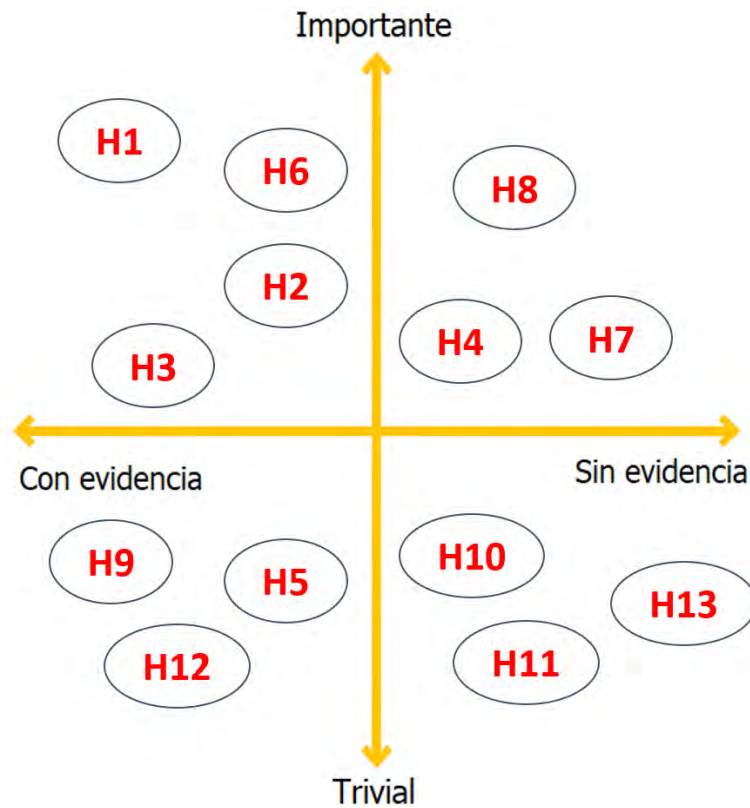 Importante
H1
H6
H8
H2
H4
H7
H3
Con evidencia
Sin evidencia
H9
H5
H10
H13
H12
H11
Trivial